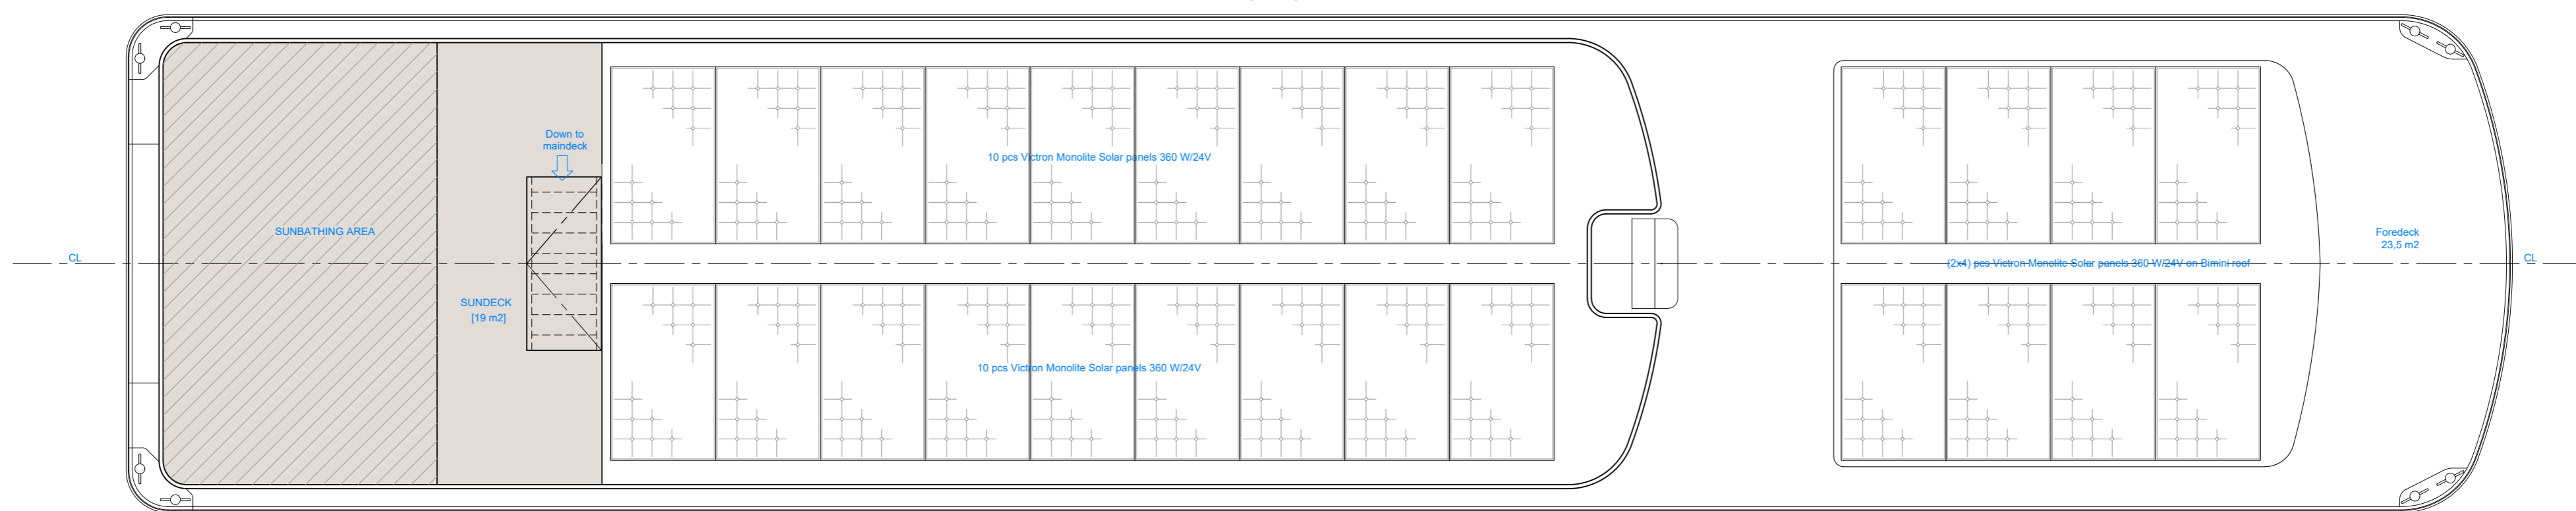 Down to
maindeck
10 pcs Victron Monolite Solar panels 360 W/24V
SUNBATHING AREA
Foredeck
23,5 m2
CL
(2x4) pcs Victron Monolite Solar panels 360 W/24V on Bimini roof
CL
SUNDECK
[19 m2]
10 pcs Victron Monolite Solar panels 360 W/24V